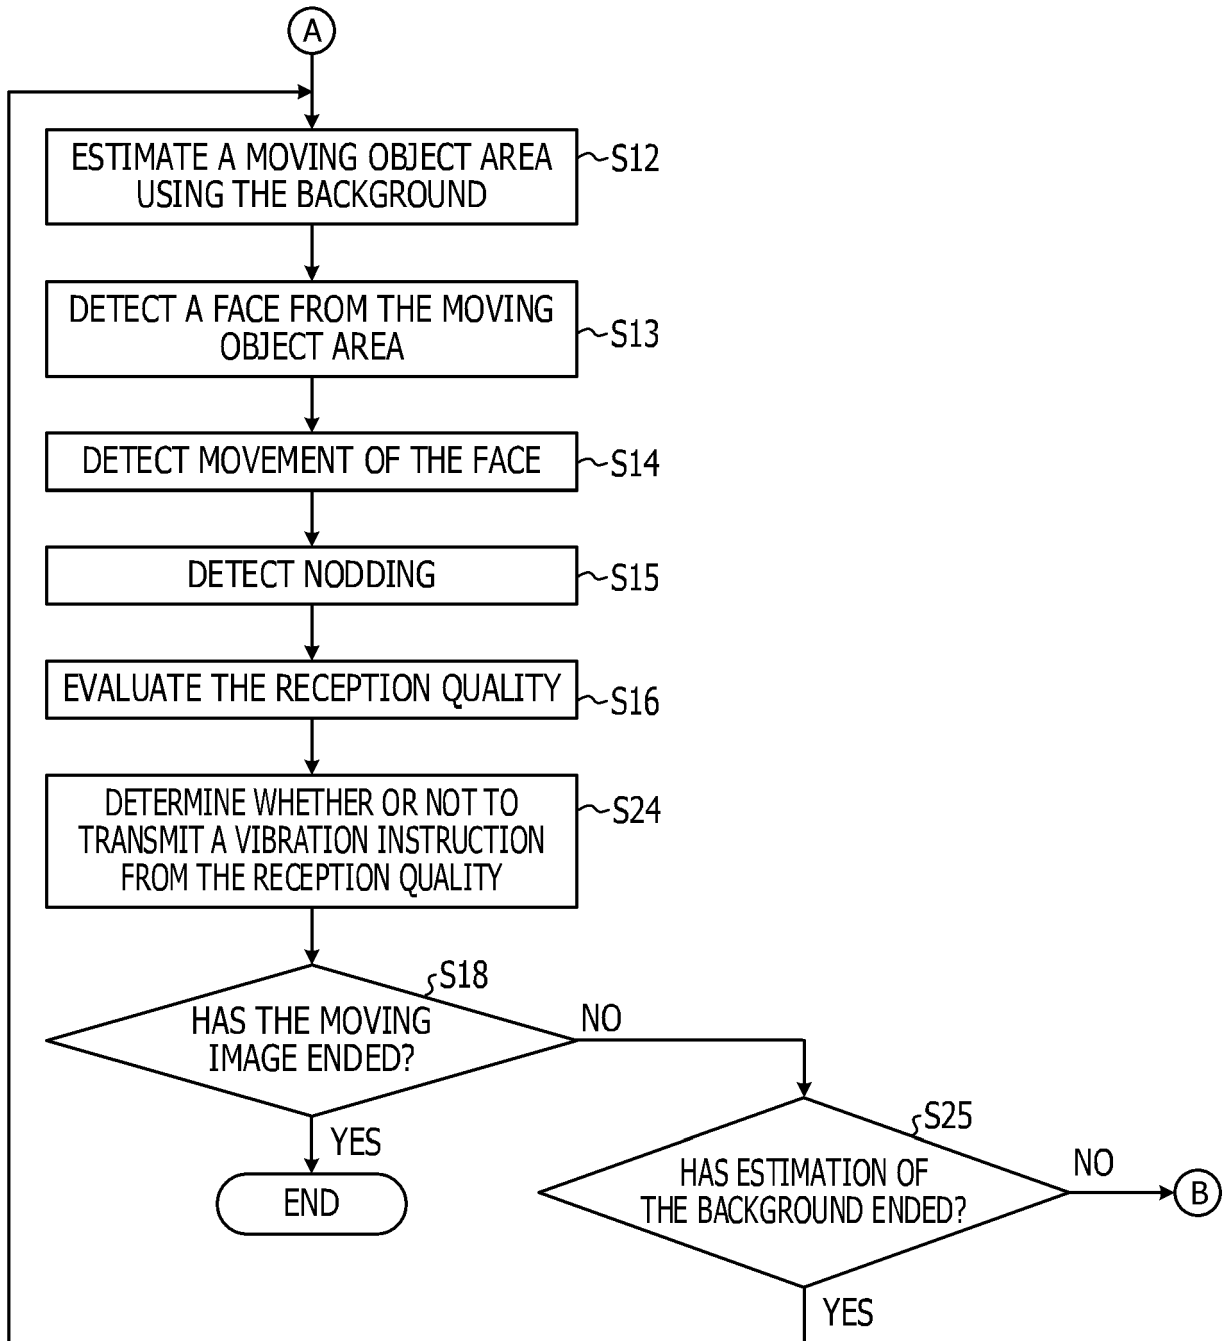 A
ESTIMATE A MOVING OBJECT AREA
USING THE BACKGROUND
S12
DETECT A FACE FROM THE MOVING
OBJECT AREA
S13
DETECT MOVEMENT OF THE FACE
S14
DETECT NODDING
S15
EVALUATE THE RECEPTION QUALITY
S16
DETERMINE WHETHER OR NOT TO
TRANSMIT A VIBRATION INSTRUCTION
FROM THE RECEPTION QUALITY
S24
S18
HAS THE MOVING
IMAGE ENDED?
NO
YES
END
S25
HAS ESTIMATION OF
THE BACKGROUND ENDED?
NO
B
YES